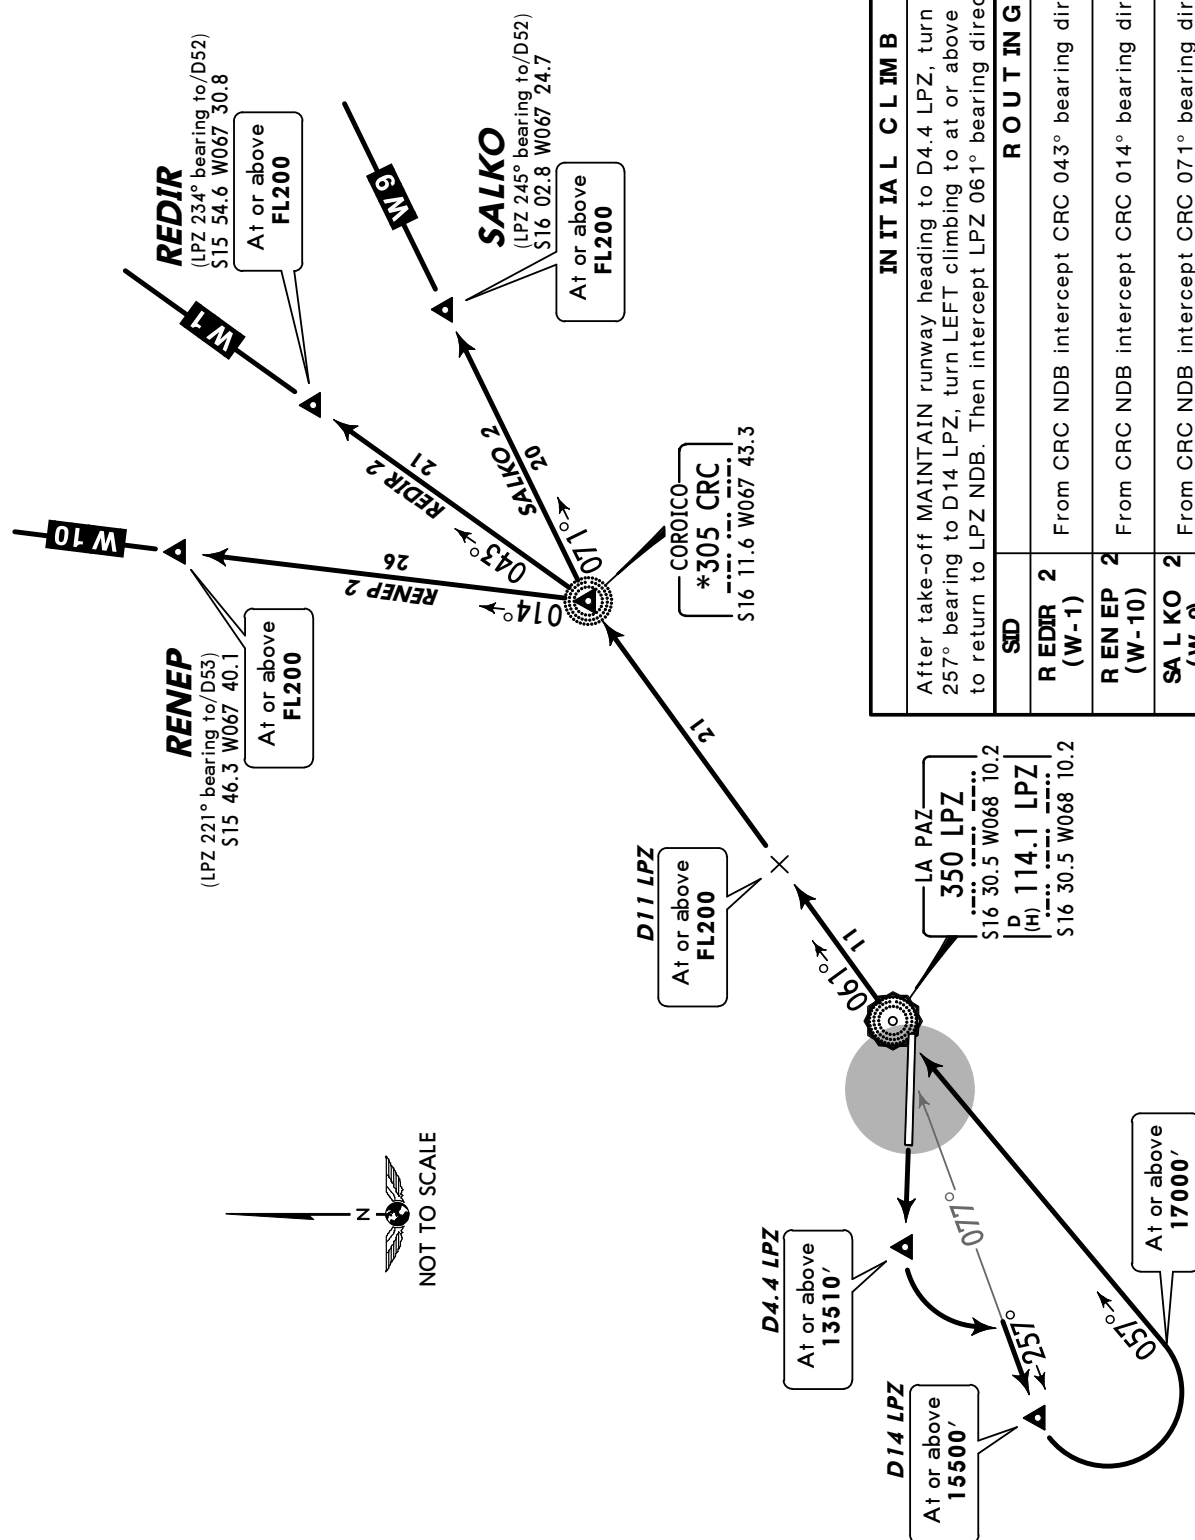 REDIR
(LPZ 234° bearing to/D52)
S15 54.6 W067 30.8
At or above
FL200
SALKO
(LPZ 245° bearing to/D52)
S16 02.8 W067 24.7
At or above
FL200
RENEP
(LPZ 221° bearing to/D53)
S15 46.3 W067 40.1
At or above
FL200
W 10
W 1
W 9
26
RENEP 2
014°
21
REDIR 2
043°
SALKO 2
20
071°
COROICO
*305 CRC
S16 11.6 W067 43.3
21
D11 LPZ
At or above
FL200
11
061°
LA PAZ
350 LPZ
S16 30.5 W068 10.2
D
(H) 114.1 LPZ
S16 30.5 W068 10.2
N
NOT TO SCALE
D4.4 LPZ
At or above
13510'
077°
257°
D14 LPZ
At or above
15500'
057°
At or above
17000'
INITIAL CLIMB
After take-off MAINTAIN runway heading to D4.4 LPZ, turn
257° bearing to D14 LPZ, turn LEFT climbing to at or above
to return to LPZ NDB. Then intercept LPZ 061° bearing direc
SID ROUTING
REDIR 2
(W-1)
From CRC NDB intercept CRC 043° bearing dir
RENEP 2
(W-10)
From CRC NDB intercept CRC 014° bearing dir
SALKO 2
From CRC NDB intercept CRC 071° bearing dir